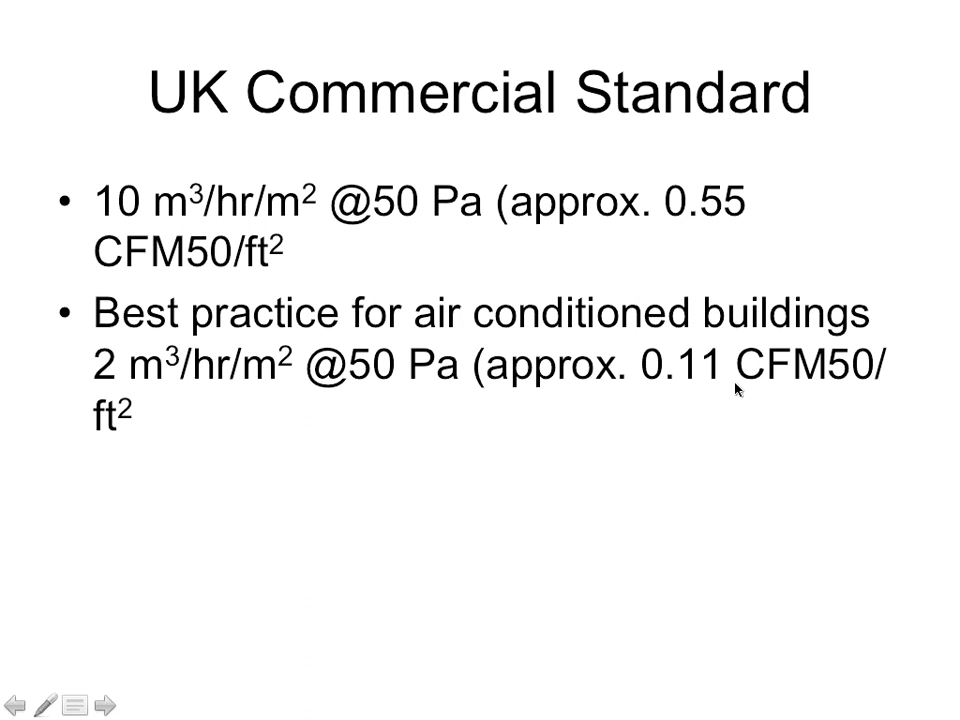 UK Commercial Standard
• 10 m³/hr/m² @50 Pa (approx. 0.55
CFM50/ft²
• Best practice for air conditioned buildings
2 m³/hr/m² @50 Pa (approx. 0.11 CFM50/
ft²